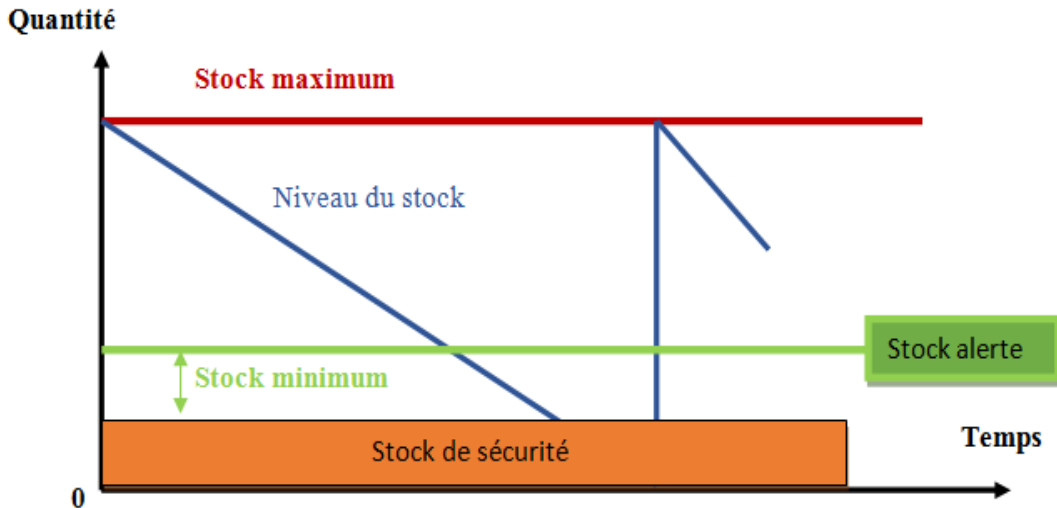 Quantité
Stock maximum
Niveau du stock
Stock alerte
Stock minimum
Stock de sécurité
Temps
0